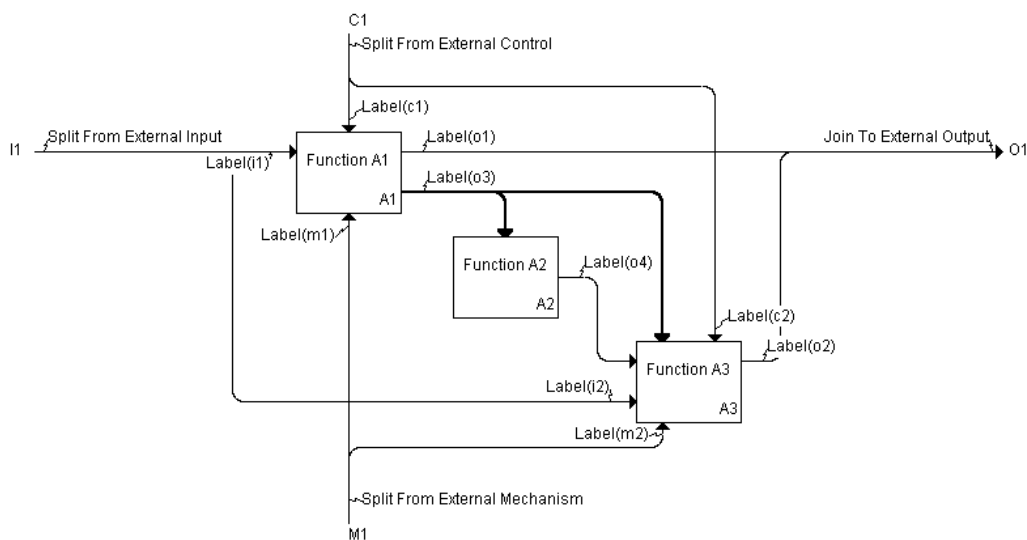 C1
Split From External Control
Label(c1)
Split From External Input
Label(o1)
Join To External Output
I1
O1
Label(i1)
Function A1
A1
Label(o3)
Label(m1)
Function A2
A2
Label(o4)
Label(c2)
Label(o2)
Function A3
A3
Label(i2)
Label(m2)
Split From External Mechanism
M1